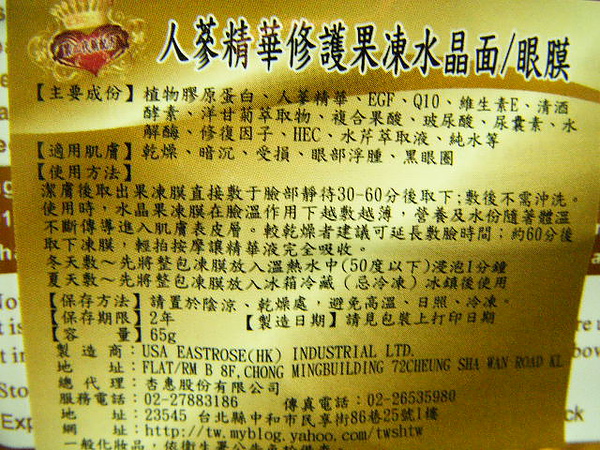 人蔘精華修護果凍水晶面/眼膜
【主要成份】植物膠原蛋白、人蔘精華、EGF、Q10、維生素E、清酒
酵素、洋甘菊萃取物、複合果酸、玻尿酸、尿囊素、水
解酶、修復因子、HEC、水芹萃取液、純水等
【適用肌膚】乾燥、暗沉、受損、眼部浮腫、黑眼圈
【使用方法】
潔膚後取出果凍膜直接敷于臉部靜待30-60分後取下;敷後不需沖洗。
使用時，水晶果凍膜在臉溫作用下越敷越薄，營養及水份隨著體溫
不斷傳導進入肌膚表皮層。較乾燥者建議可延長敷臉時間；約60分後
取下凍膜，輕拍按摩讓精華液完全吸收。
冬天敷～先將整包凍膜放入溫熱水中(50度以下)浸泡1分鐘
夏天敷～先將整包凍膜放入冰箱冷藏（忌冷凍）冰鎮後使用
【保存方法】請置於陰涼、乾燥處，避免高溫、日照、冷凍。
【保存期限】2年 【製造日期】請見包裝上打印日期
【容 量】65g
製 造 商：USA EASTROSE(HK) INDUSTRIAL LTD.
地 址：FLAT/RM B 8F,CHONG MINGBUILDING 72CHEUNG SHA WAN ROAD KL
總 代 理：杏惠股份有限公司
服務電話：02-27883186 傳真電話：02-26535980
地 址：23545 台北縣中和市民享街86巷25號1樓
網 址：http://tw.myblog.yahoo.com/twshtw
一般化妝品，依衛生署公告